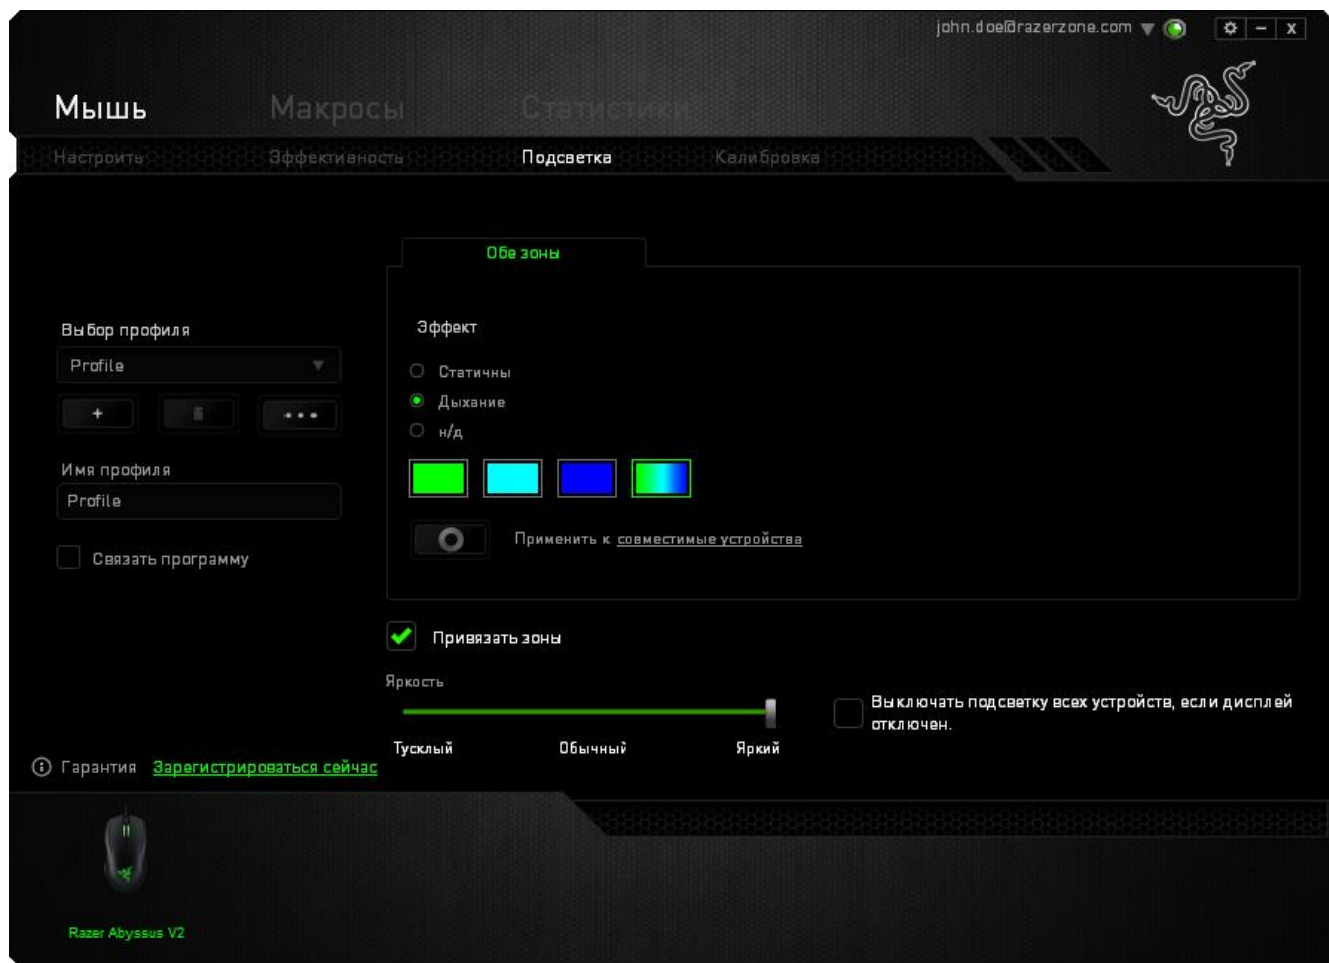 john.doe@razerzone.com
Мышь Макросы Статистики
Настроить Эффективность Подсветка Калибровка
Обе зоны
Выбор профиля
Profile
Имя профиля
Profile
Связать программу
Эффект
Статичны
Дыхание
н/д
Применить к совместимые устройства
Привязать зоны
Яркость
Тусклый Обычный Яркий
Выключать подсветку всех устройств, если дисплей
отключен.
Гарантия Зарегистрироваться сейчас
Razer Abyssus V2